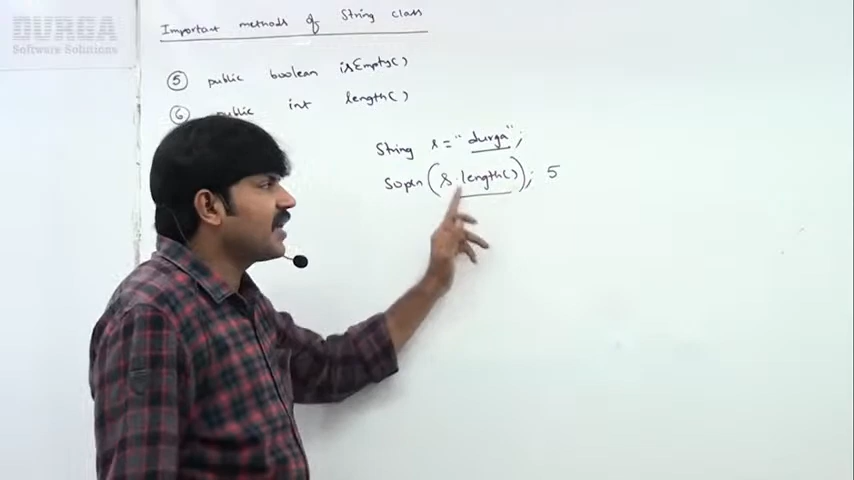 DURGA
Software Solutions
Important methods of String class
⑤ public boolean isEmpty()
⑥ public int length()
String s = "durga";
Sopln(s.length()); 5